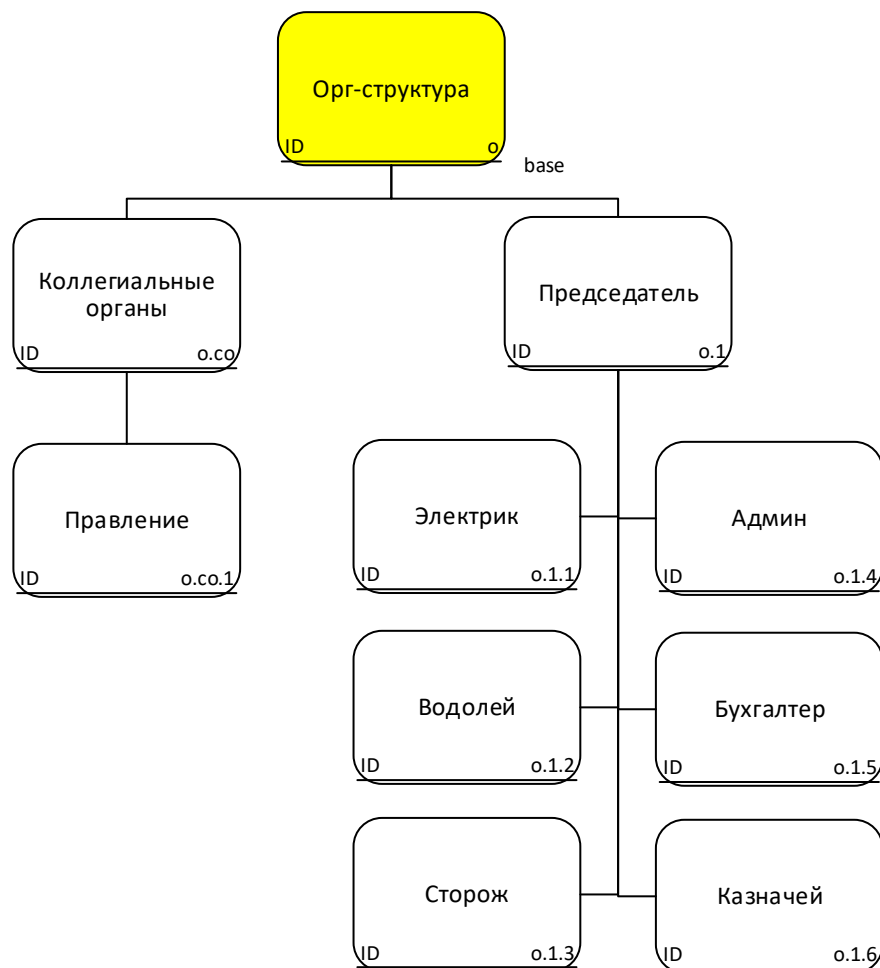 Орг-структура
ID o
base
Коллегиальные
органы
ID o.co
Председатель
ID o.1
Правление
ID o.co.1
Электрик
ID o.1.1
Админ
ID o.1.4
Водолей
ID o.1.2
Бухгалтер
ID o.1.5
Сторож
ID o.1.3
Казначей
ID o.1.6